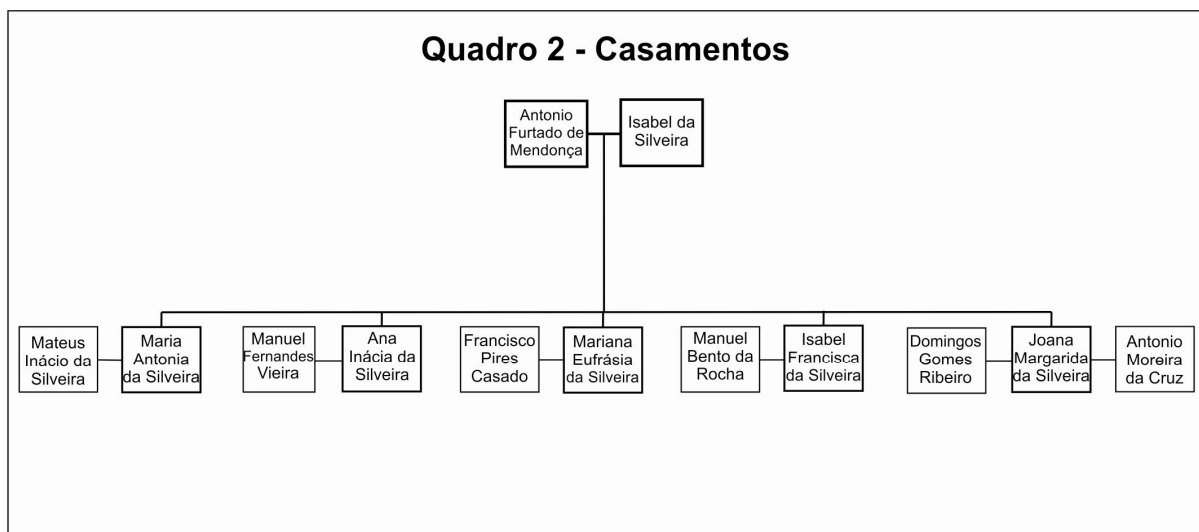 Quadro 2 - Casamentos
Antonio
Furtado de
Mendonça
Isabel da
Silveira
Mateus
Inácio da
Silveira
Maria
Antonia
da Silveira
Manuel
Fernandes
Vieira
Ana
Inácia da
Silveira
Francisco
Pires
Casado
Mariana
Eufrásia
da Silveira
Manuel
Bento da
Rocha
Isabel
Francisca
da Silveira
Domingos
Gomes
Ribeiro
Joana
Margarida
da Silveira
Antonio
Moreira
da Cruz